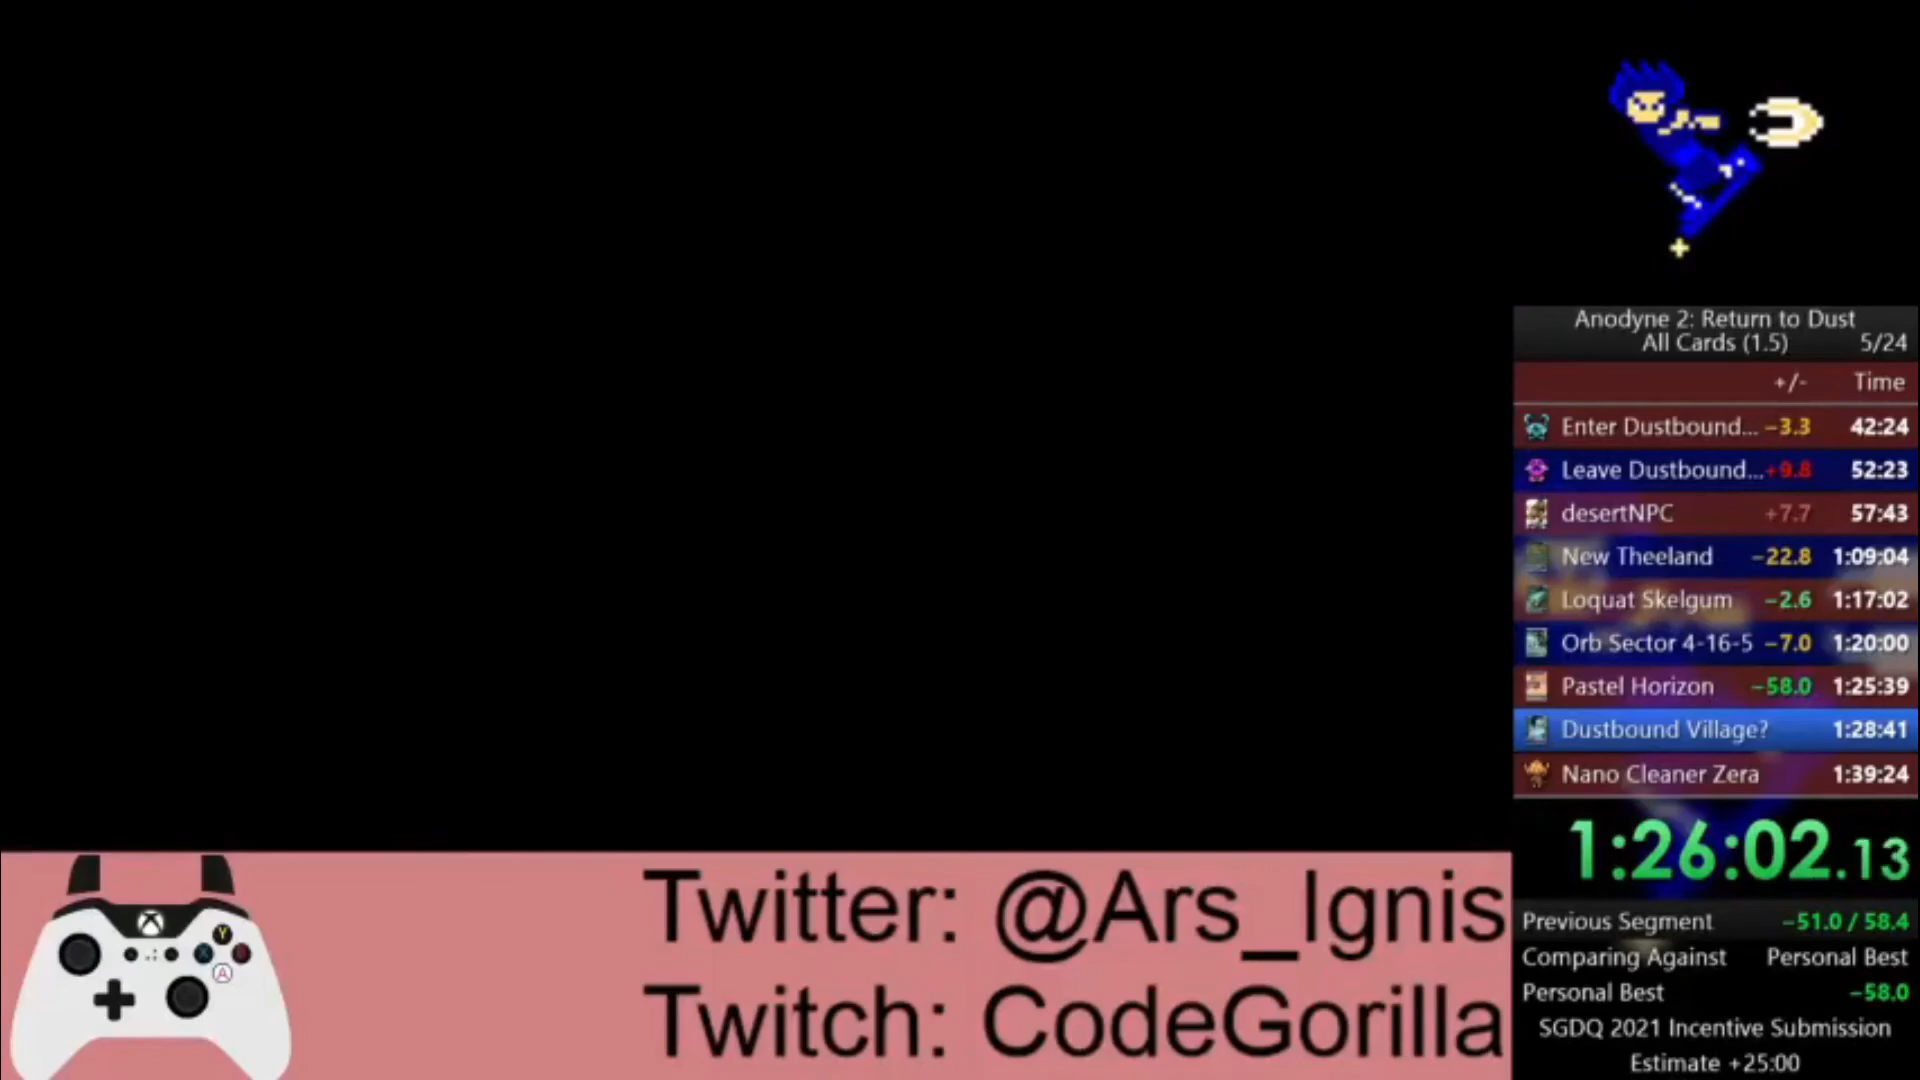 Anodyne 2: Return to Dust
All Cards (1.5) 5/24
+/- Time
Enter Dustbound... -3.3 42:24
Leave Dustbound... +9.8 52:23
desertNPC +7.7 57:43
New Theeland -22.8 1:09:04
Loquat Skelgum -2.6 1:17:02
Orb Sector 4-16-5 -7.0 1:20:00
Pastel Horizon -58.0 1:25:39
Dustbound Village? 1:28:41
Nano Cleaner Zera 1:39:24
1:26:02.13
Previous Segment -51.0 / 58.4
Comparing Against Personal Best
Personal Best -58.0
SGDQ 2021 Incentive Submission
Estimate +25:00
Twitter: @Ars_Ignis
Twitch: CodeGorilla
Y
X
A